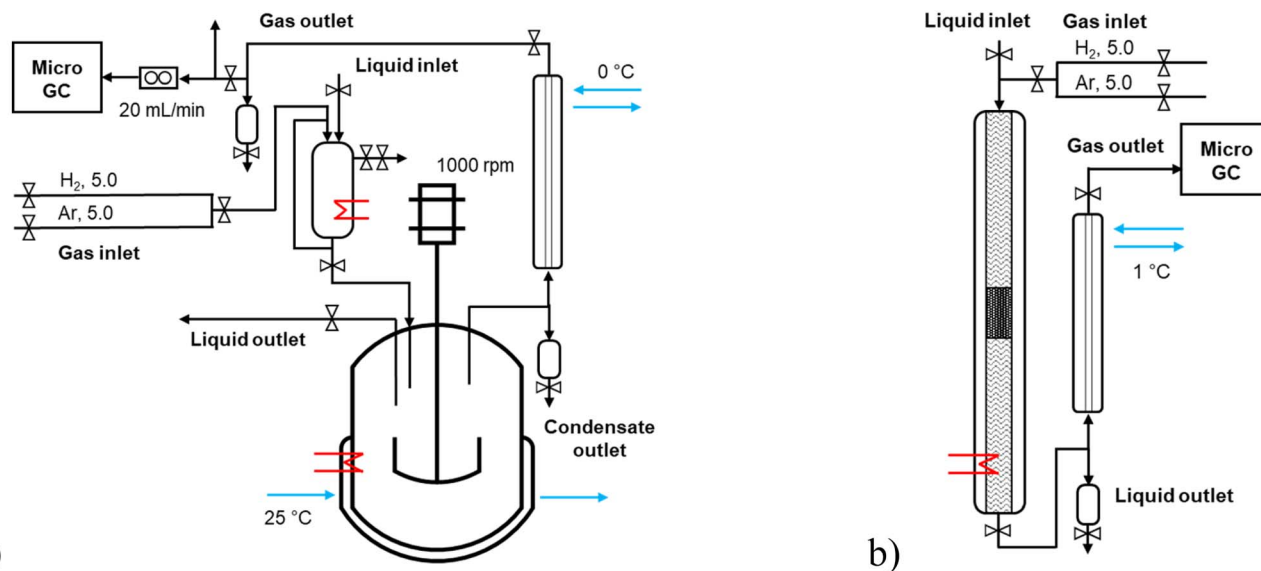 Gas outlet
Micro
GC
20 mL/min
Liquid inlet
0 °C
1000 rpm
H₂, 5.0
Ar, 5.0
Gas inlet
Liquid outlet
Condensate
outlet
25 °C
)
Liquid inlet
Gas inlet
H₂, 5.0
Ar, 5.0
Gas outlet
Micro
GC
1 °C
Liquid outlet
b)